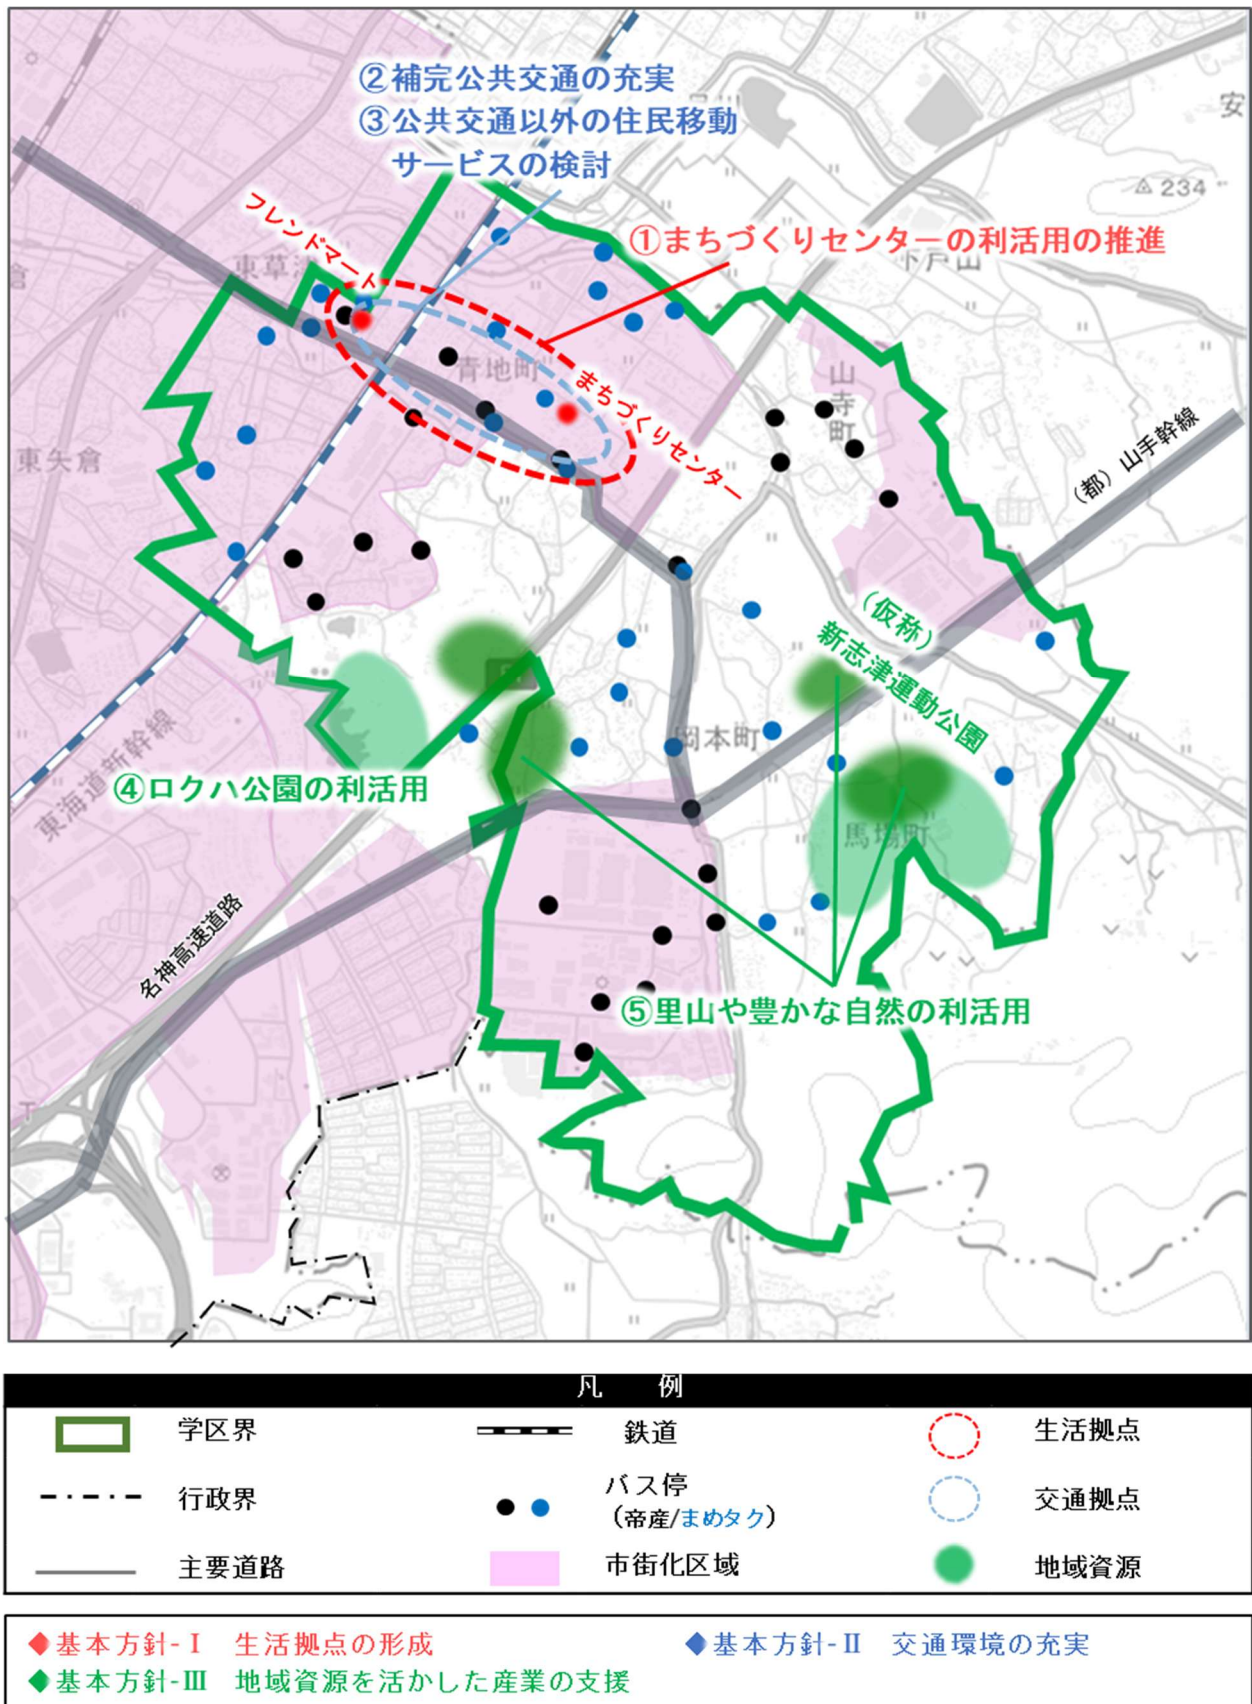 ②補完公共交通の充実
③公共交通以外の住民移動
サービスの検討
安
234
フレンドマート
①まちづくりセンターの利活用の推進
下戸山
東草津
青地町
まちづくりセンター
山寺町
東矢倉
(都)山手幹線
(仮称)
新志津運動公園
岡本町
④ロクハ公園の利活用
東海道新幹線
馬場町
名神高速道路
⑤里山や豊かな自然の利活用
凡 例
学区界
鉄道
生活拠点
行政界
バス停
(帝産/まめタク)
交通拠点
主要道路
市街化区域
地域資源
◆基本方針-Ⅰ 生活拠点の形成
◆基本方針-Ⅱ 交通環境の充実
◆基本方針-Ⅲ 地域資源を活かした産業の支援